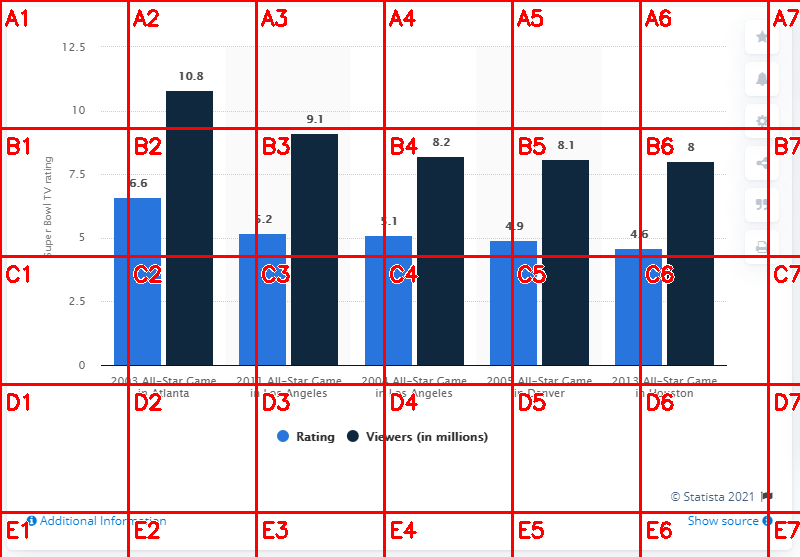 A1 A2 A3 A4 A5 A6 A7
12.5
10.8
10
9.1
B1 B2 B3 B4 B5 B6 B7
8.2
8.1
8
7.5
Super Bowl TV rating
6.6
5.2
5.1
4.9
4.6
5
C1 C2 C3 C4 C5 C6 C7
2.5
0
2003 All-Star Game
in Atlanta
2011 All-Star Game
in Los Angeles
2004 All-Star Game
in Los Angeles
2005 All-Star Game
in Denver
2013 All-Star Game
in Houston
D1 D2 D3 D4 D5 D6 D7
Rating Viewers (in millions)
© Statista 2021
Additional Information Show source
E1 E2 E3 E4 E5 E6 E7